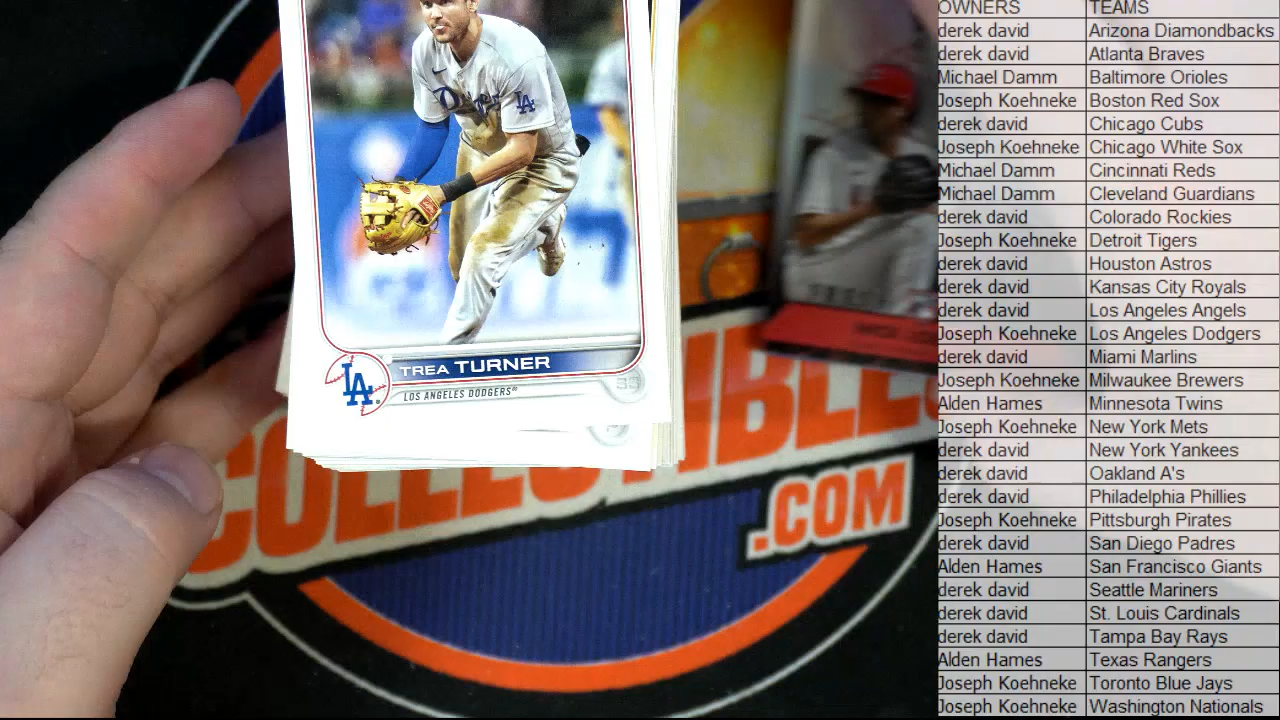 Dodgers
LA
LA
TREA TURNER
LOS ANGELES DODGERS
COLLECTIBLES
.COM
OWNERS TEAMS
derek david Arizona Diamondbacks
derek david Atlanta Braves
Michael Damm Baltimore Orioles
Joseph Koehneke Boston Red Sox
derek david Chicago Cubs
Joseph Koehneke Chicago White Sox
Michael Damm Cincinnati Reds
Michael Damm Cleveland Guardians
derek david Colorado Rockies
Joseph Koehneke Detroit Tigers
derek david Houston Astros
derek david Kansas City Royals
derek david Los Angeles Angels
Joseph Koehneke Los Angeles Dodgers
derek david Miami Marlins
Joseph Koehneke Milwaukee Brewers
Alden Hames Minnesota Twins
Joseph Koehneke New York Mets
derek david New York Yankees
derek david Oakland A's
derek david Philadelphia Phillies
Joseph Koehneke Pittsburgh Pirates
derek david San Diego Padres
Alden Hames San Francisco Giants
derek david Seattle Mariners
derek david St. Louis Cardinals
derek david Tampa Bay Rays
Alden Hames Texas Rangers
Joseph Koehneke Toronto Blue Jays
Joseph Koehneke Washington Nationals